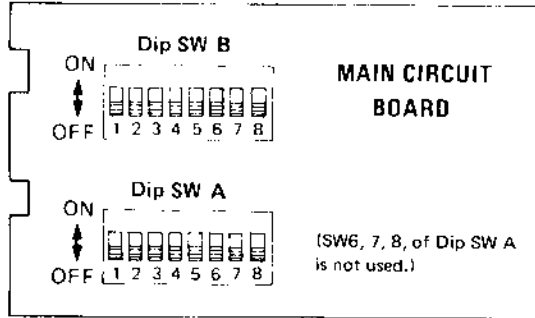 Dip SW B
ON
OFF
1 2 3 4 5 6 7 8
MAIN CIRCUIT
BOARD
Dip SW A
ON
OFF
1 2 3 4 5 6 7 8
(SW6, 7, 8, of Dip SW A
is not used.)